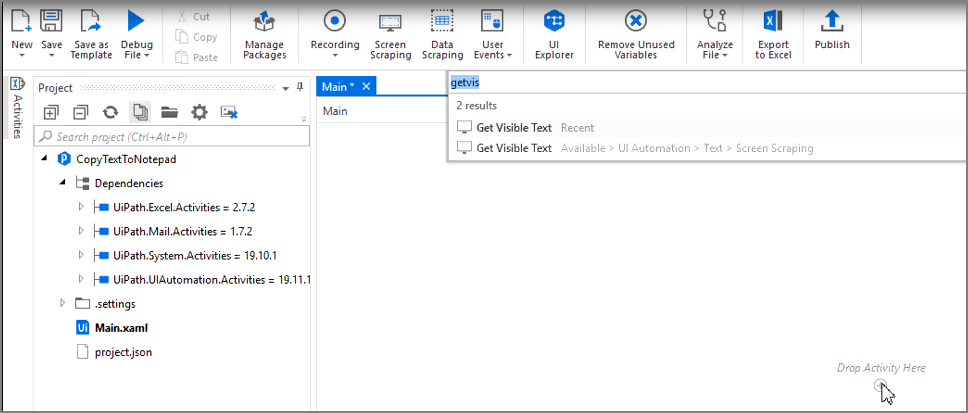 New Save Save as Template Debug File Cut Copy Paste Manage Packages Recording Screen Scraping Data Scraping User Events UI Explorer Remove Unused Variables Analyze File Export to Excel Publish
Activities
Project
Main * ×
getvis
Main
2 results
Search project (Ctrl+Alt+P)
Get Visible Text Recent
Get Visible Text Available > UI Automation > Text > Screen Scraping
CopyTextToNotepad
Dependencies
UiPath.Excel.Activities = 2.7.2
UiPath.Mail.Activities = 1.7.2
UiPath.System.Activities = 19.10.1
UiPath.UIAutomation.Activities = 19.11.1
.settings
Ui Main.xaml
project.json
Drop Activity Here